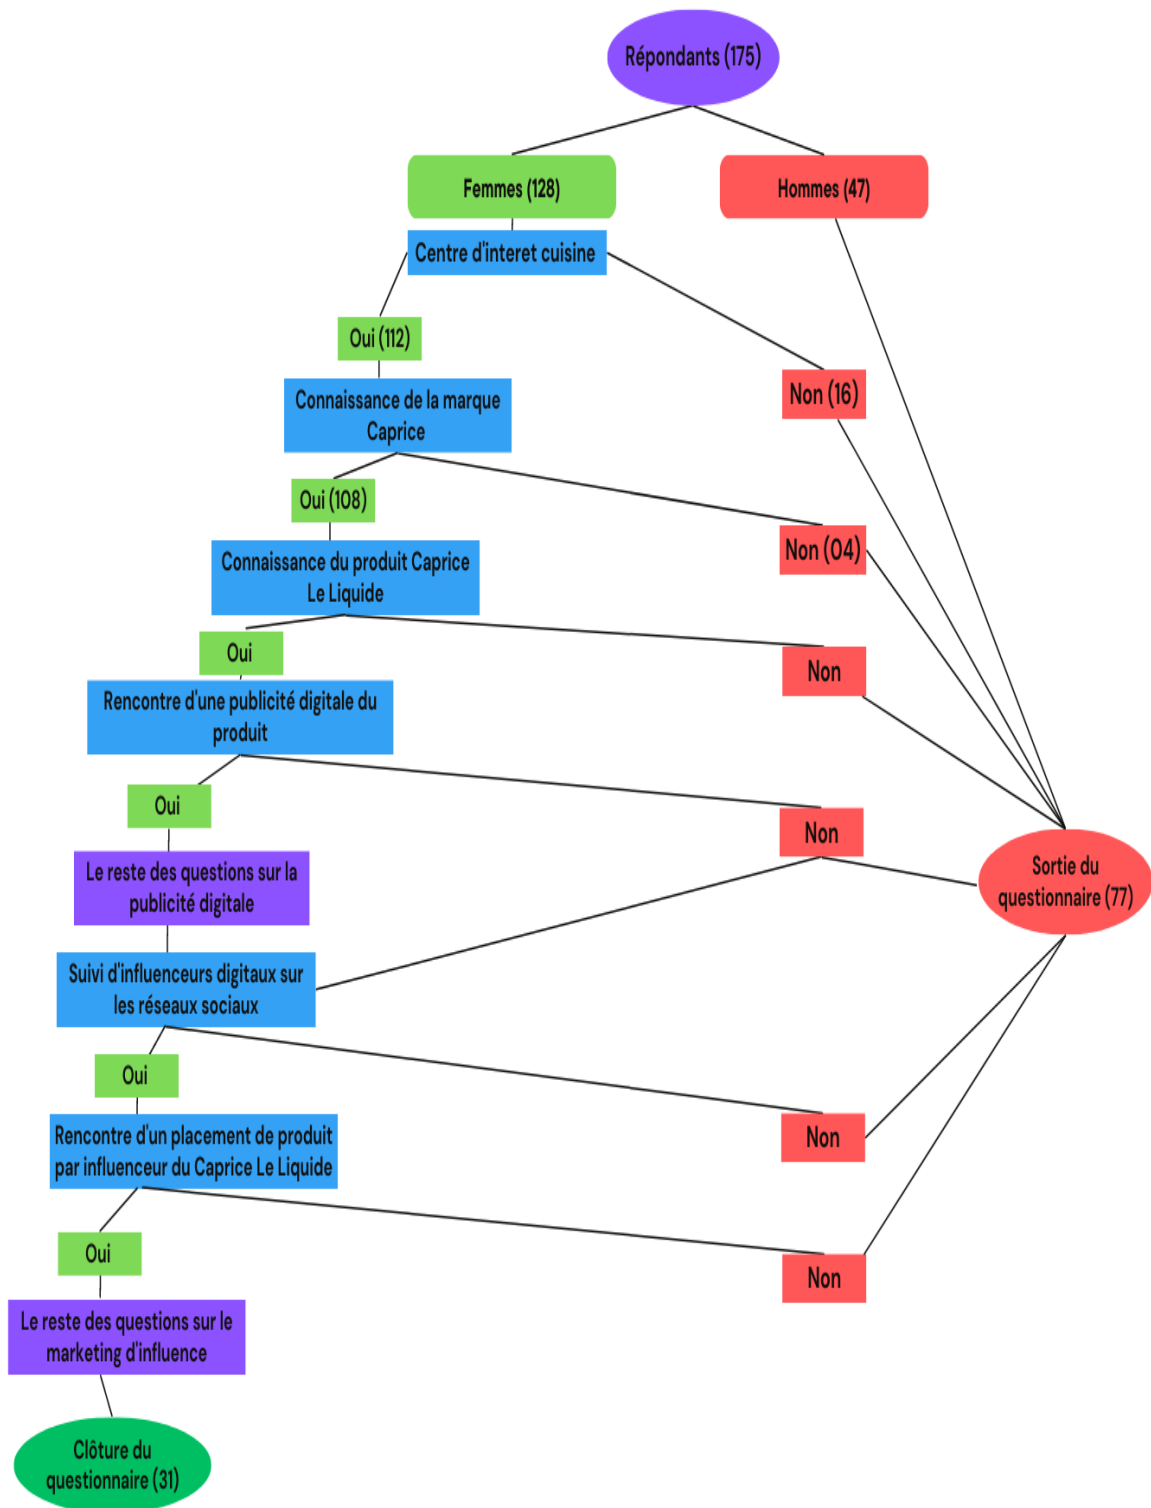 Répondants (175)
Femmes (128)
Hommes (47)
Centre d'interet cuisine
Oui (112)
Non (16)
Connaissance de la marque
Caprice
Oui (108)
Non (04)
Connaissance du produit Caprice
Le Liquide
Oui
Non
Rencontre d'une publicité digitale du
produit
Oui
Non
Le reste des questions sur la
publicité digitale
Sortie du
questionnaire (77)
Suivi d'influenceurs digitaux sur
les réseaux sociaux
Oui
Non
Rencontre d'un placement de produit
par influenceur du Caprice Le Liquide
Oui
Non
Le reste des questions sur le
marketing d'influence
Clôture du
questionnaire (31)